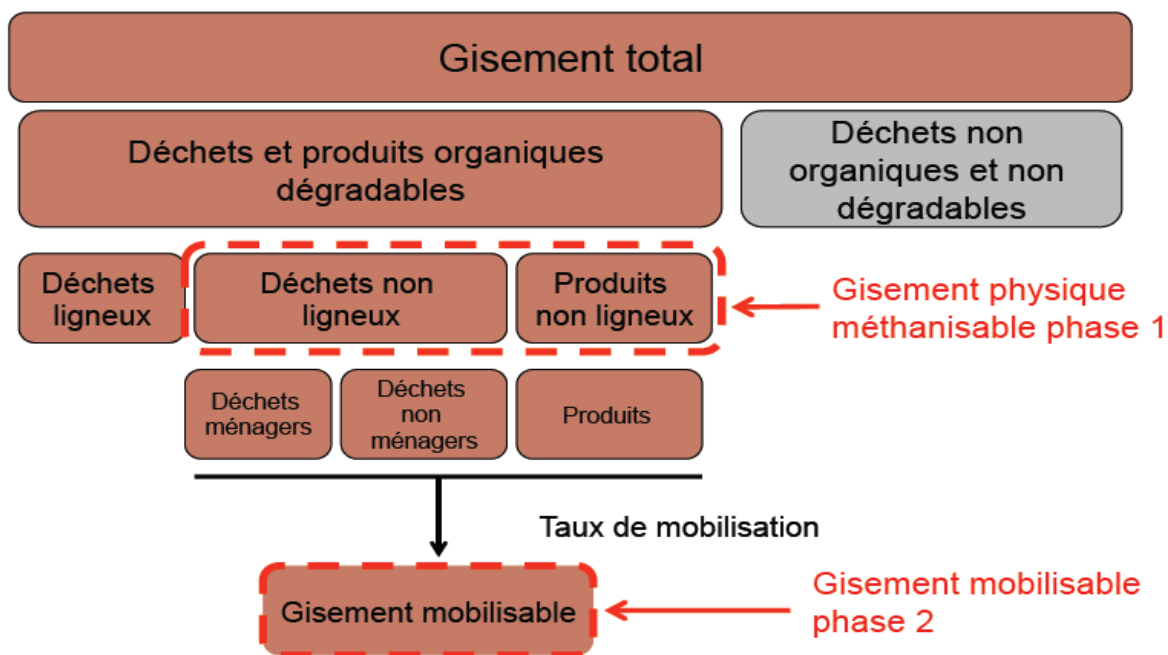 Gisement total
Déchets et produits organiques
dégradables
Déchets non
organiques et non
dégradables
Déchets
ligneux
Déchets non
ligneux
Produits
non ligneux
Gisement physique
méthanisable phase 1
Déchets
ménagers
Déchets
non
ménagers
Produits
Taux de mobilisation
Gisement mobilisable
Gisement mobilisable
phase 2